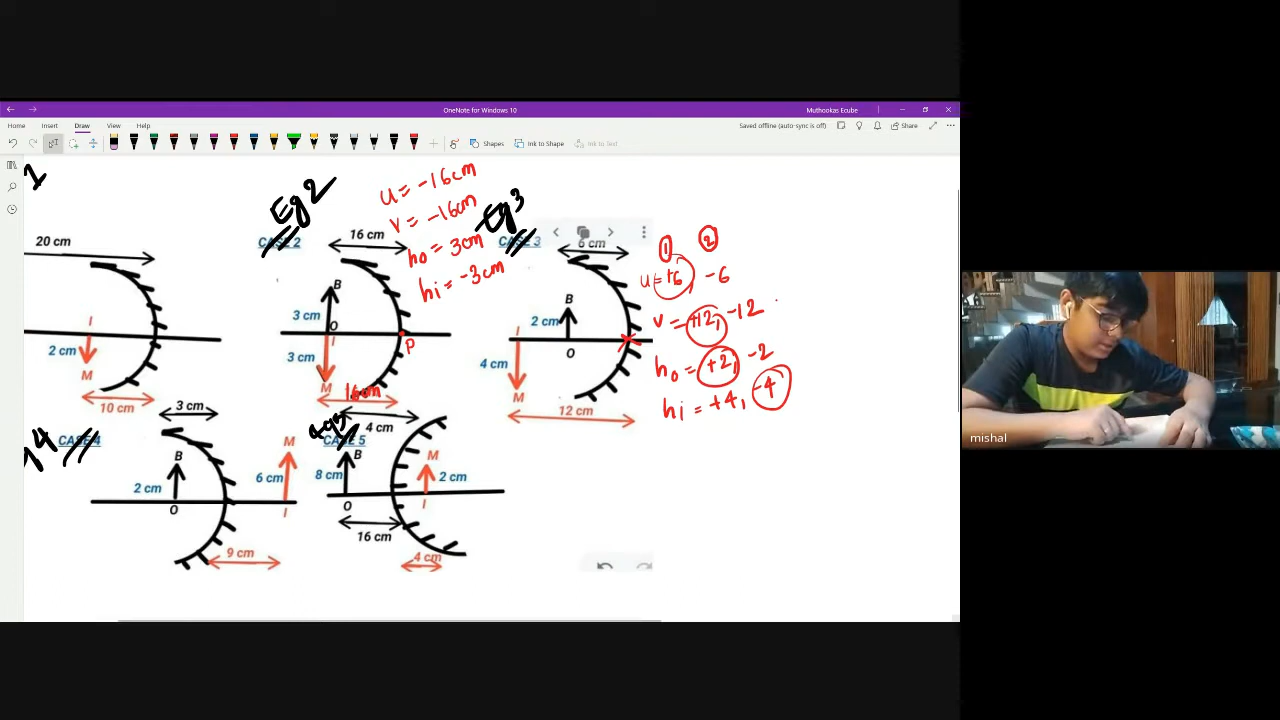 OneNote for Windows 10
Muthookas Ecube
Home Insert Draw View Help
Saved offline (auto-sync is off)
Share
Shapes
Ink to Shape
Ink to Text
1
20 cm
I
2 cm
M
10 cm
Eg2
CASE 2
16 cm
B
3 cm
O
I
3 cm
M
P
16cm
u = -16cm
v = -16cm
ho = 3cm
hi = -3cm
Eg3
CASE 3
6 cm
B
2 cm
I
O
4 cm
M
12 cm
1 2
u = +6, -6
v = +12, -12
ho = +2, -2
hi = +4, -4
4
CASE 4
3 cm
B
2 cm
O
M
6 cm
I
9 cm
CASE 5
4 cm
B
8 cm
O
M
2 cm
I
16 cm
4 cm
mishal